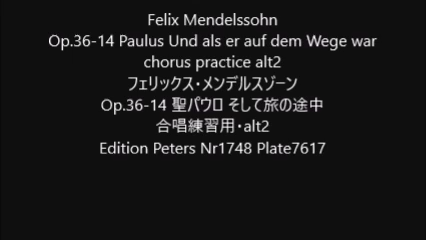 Felix Mendelssohn
Op.36-14 Paulus Und als er auf dem Wege war
chorus practice alt2
フェリックス・メンデルスゾーン
Op.36-14 聖パウロ そして旅の途中
合唱練習用・alt2
Edition Peters Nr1748 Plate7617